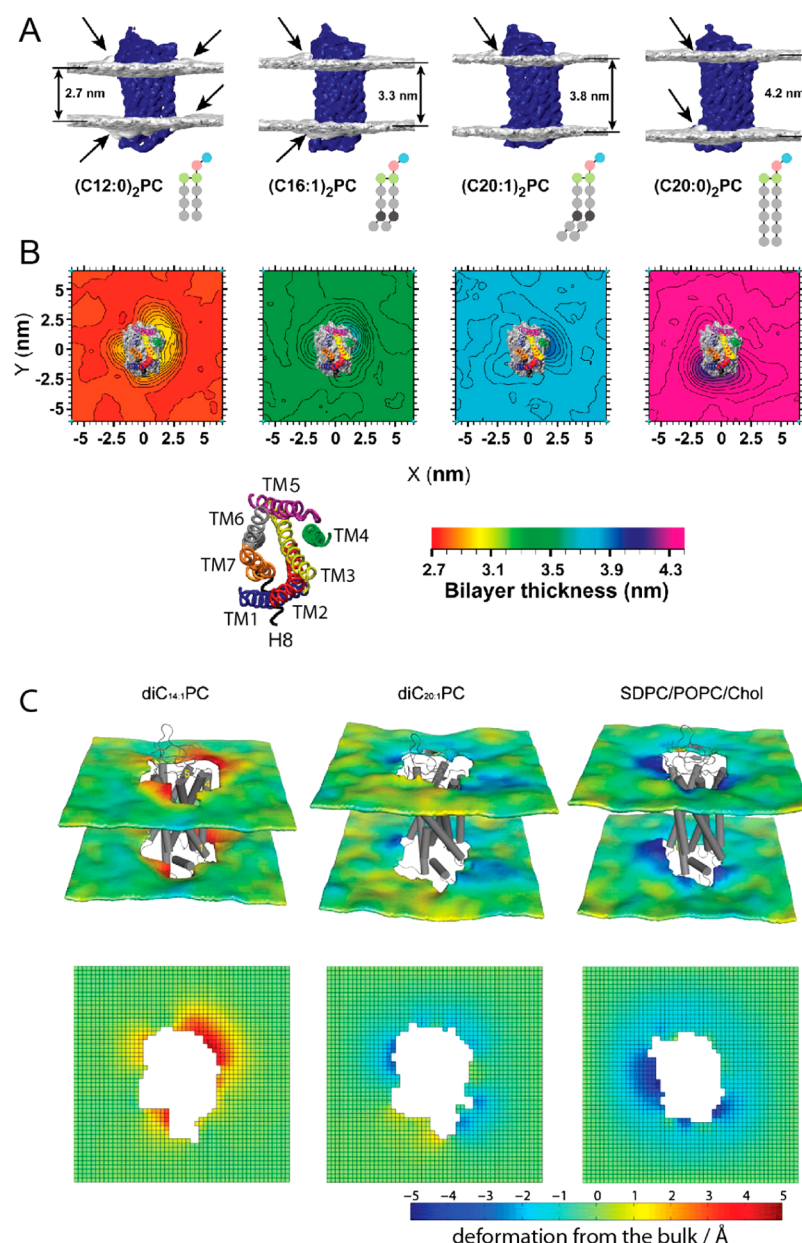 A
2.7 nm
3.3 nm
3.8 nm
4.2 nm
(C12:0)₂PC
(C16:1)₂PC
(C20:1)₂PC
(C20:0)₂PC
B
Y (nm)
5
2.5
0
-2.5
-5
-5 -2.5 0 2.5 5
-5 -2.5 0 2.5 5
-5 -2.5 0 2.5 5
-5 -2.5 0 2.5 5
X (nm)
TM5
TM6
TM4
TM7
TM3
TM1
TM2
H8
2.7 3.1 3.5 3.9 4.3
Bilayer thickness (nm)
C
diC₁₄:₁PC
diC₂₀:₁PC
SDPC/POPC/Chol
−5 −4 −3 −2 −1 0 1 2 3 4 5
deformation from the bulk / Å